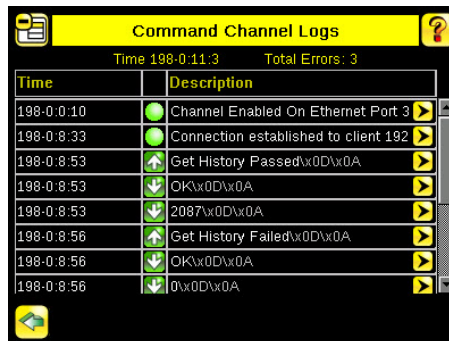 Command Channel Logs
?
Time 198-0:11:3 Total Errors: 3
Time Description
198-0:0:10 Channel Enabled On Ethernet Port 3
198-0:8:33 Connection established to client 192
198-0:8:53 Get History Passed\x0D\x0A
198-0:8:53 OK\x0D\x0A
198-0:8:53 2087\x0D\x0A
198-0:8:56 Get History Failed\x0D\x0A
198-0:8:56 OK\x0D\x0A
198-0:8:56 0\x0D\x0A